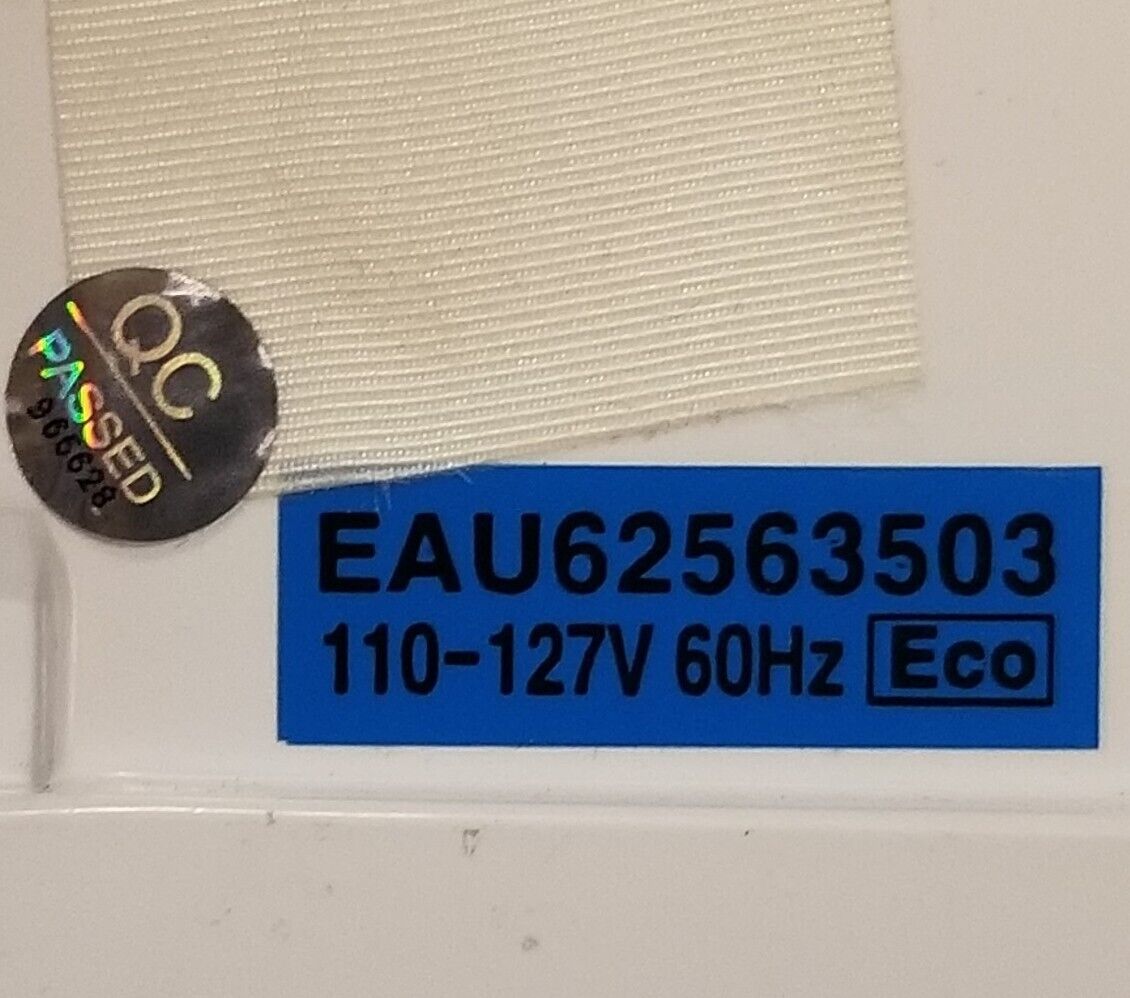 QC
PASSED
966628
EAU62563503
110-127V 60Hz Eco